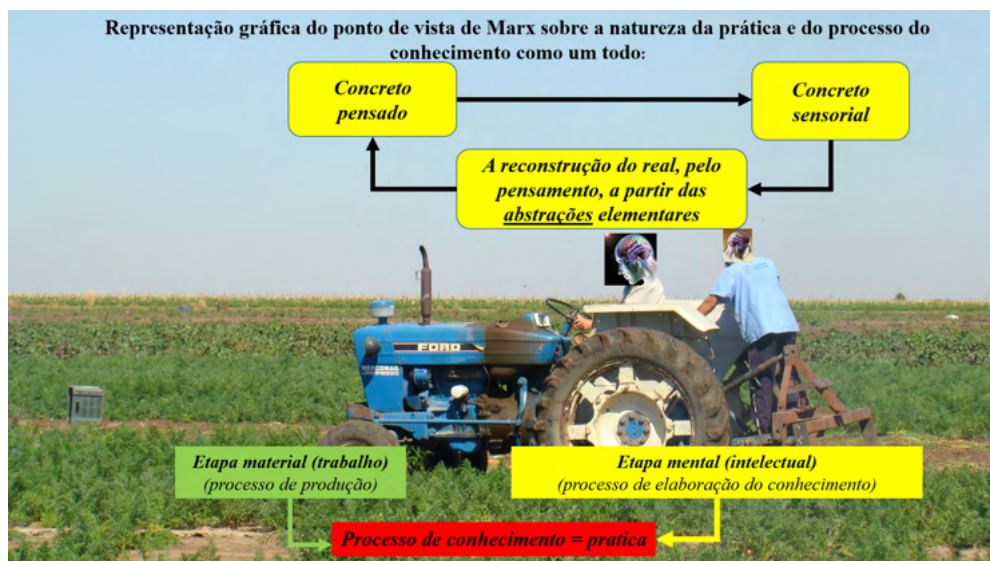 Representação gráfica do ponto de vista de Marx sobre a natureza da prática e do processo do
conhecimento como um todo:
Concreto
pensado
Concreto
sensorial
A reconstrução do real, pelo
pensamento, a partir das
abstrações elementares
FORD
Etapa material (trabalho)
(processo de produção)
Etapa mental (intelectual)
(processo de elaboração do conhecimento)
Processo de conhecimento = pratica